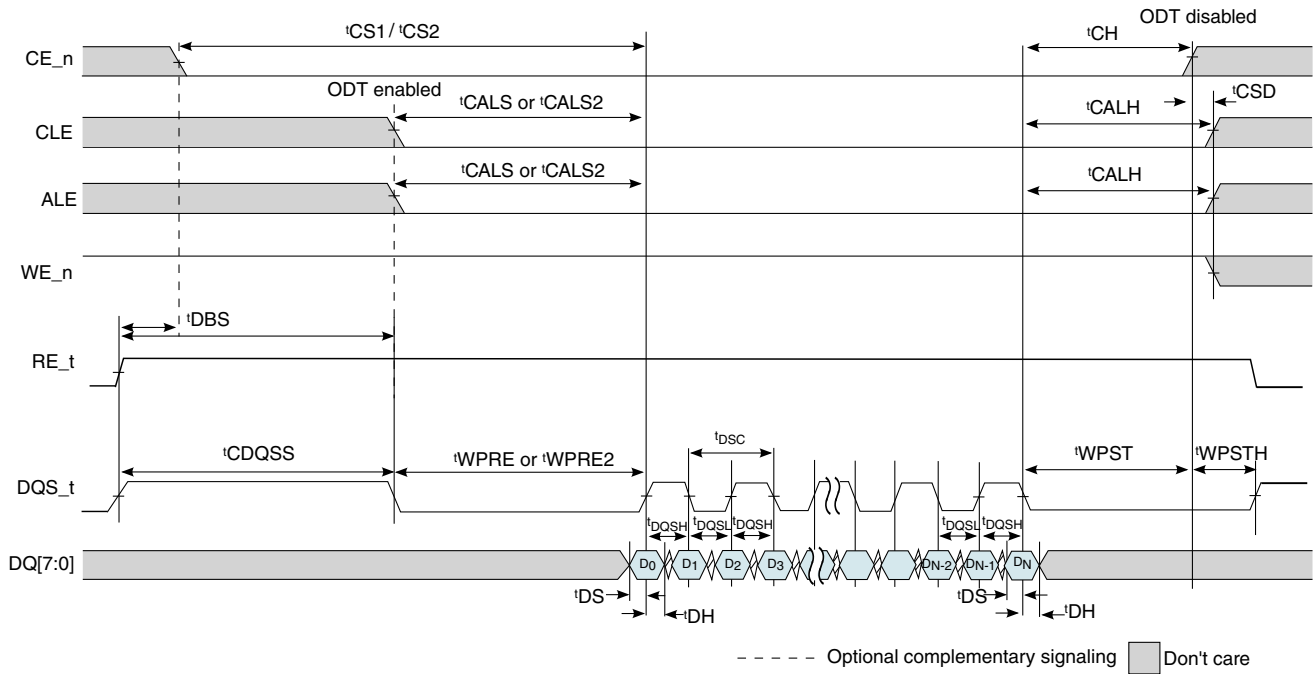 ODT disabled
tCS1 / tCS2
tCH
CE_n
ODT enabled
tCSD
tCALS or tCALS2
tCALH
CLE
tCALS or tCALS2
tCALH
ALE
WE_n
tDBS
RE_t
tDSC
tCDQSS
tWPRE or tWPRE2
tWPST
tWPSTH
DQS_t
tDQSH tDQSL tDQSH tDQSL tDQSH
DQ[7:0]
D0 D1 D2 D3 DN-2 DN-1 DN
tDS tDS
tDH tDH
Optional complementary signaling
Don't care